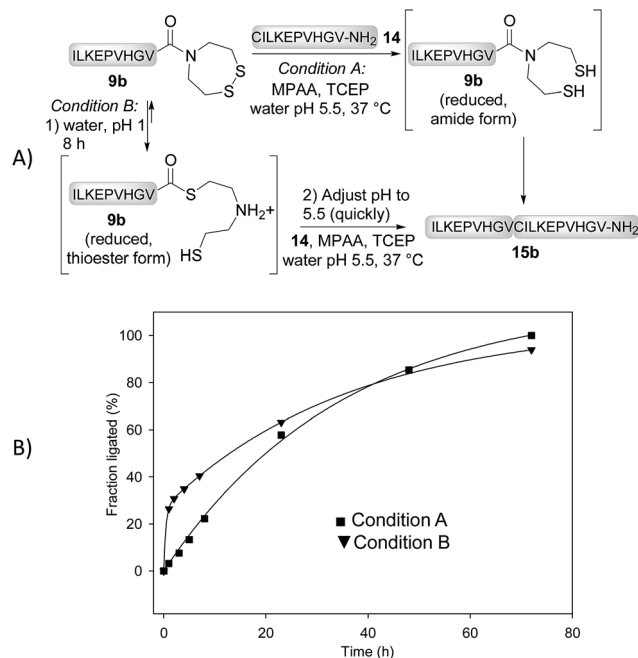 O
CILKEPVHGV-NH2 14
O
ILKEPVHGV
N
Condition A:
ILKEPVHGV
N
S
S
SH
9b
MPAA, TCEP
9b
SH
Condition B:
water pH 5.5, 37 °C
(reduced,
1) water, pH 1
amide form)
8 h
A)
O
ILKEPVHGV
S
2) Adjust pH to
5.5 (quickly)
9b
NH2+
(reduced,
14, MPAA, TCEP
ILKEPVHGVCILKEPVHGV-NH2
thioester form)
HS
water pH 5.5, 37 °C
15b
B)
Fraction ligated (%)
100
80
60
40
20
0
Condition A
Condition B
0 20 40 60 80
Time (h)